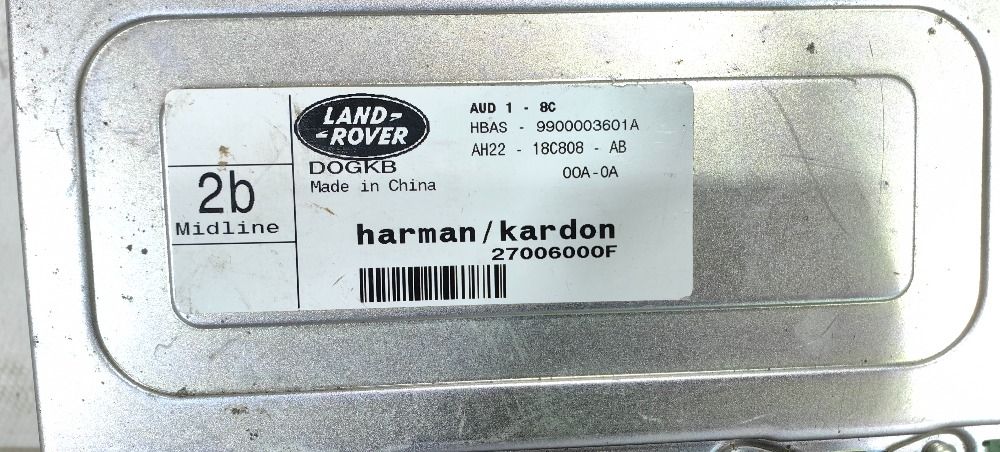 2b
Midline
LAND-
-ROVER
DOGKB
Made in China
AUD 1 - 8C
HBAS - 9900003601A
AH22 - 18C808 - AB
00A-0A
harman/kardon
27006000F